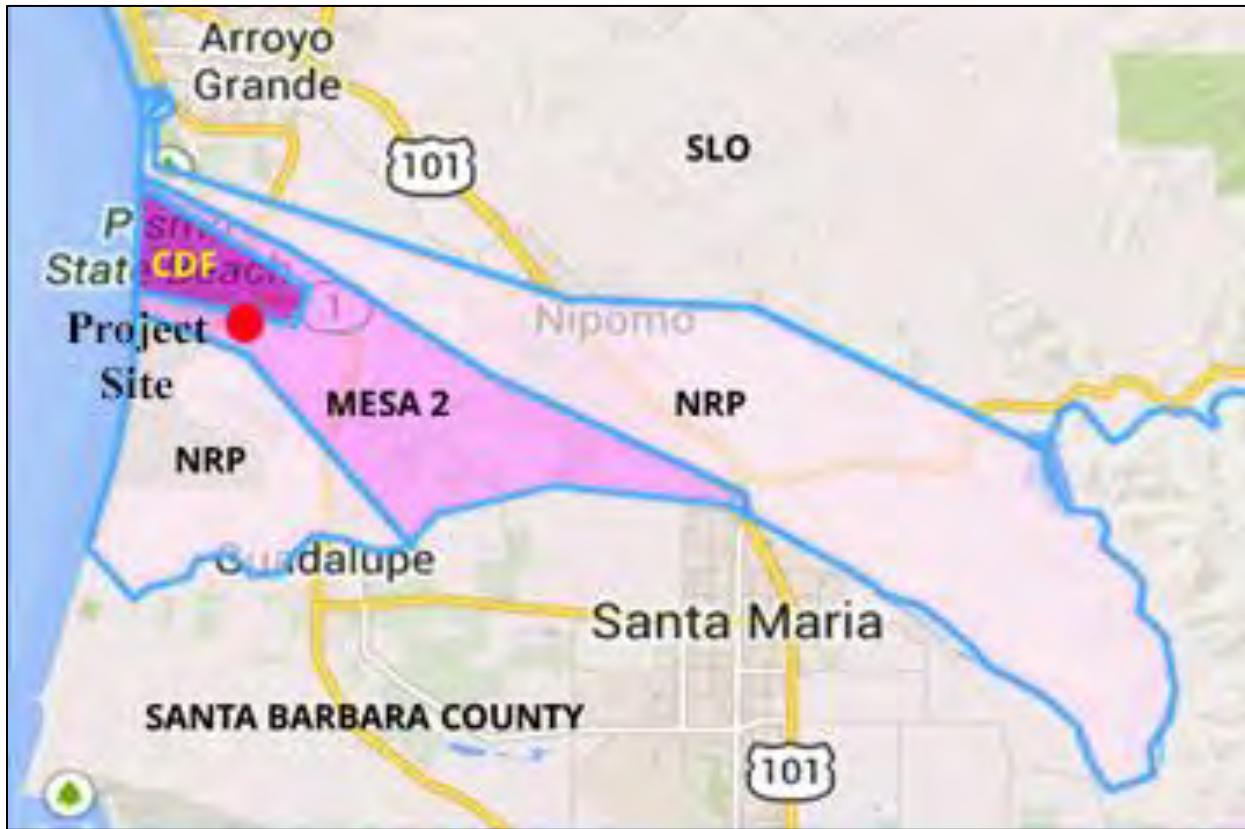 Arroyo
Grande
101
SLO
Pismo
State Beach
CDF
1
Project
Site
Nipomo
MESA 2
NRP
NRP
Guadalupe
Santa Maria
SANTA BARBARA COUNTY
101